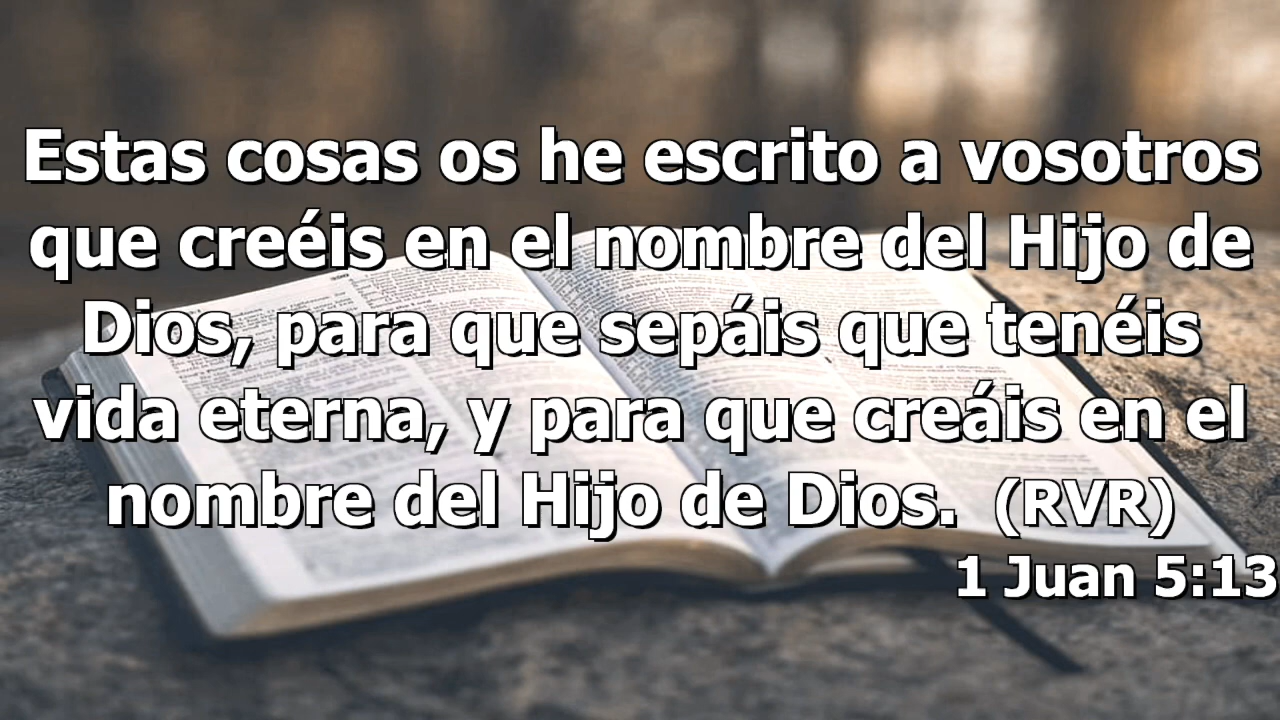 Estas cosas os he escrito a vosotros
que creéis en el nombre del Hijo de
Dios, para que sepáis que tenéis
vida eterna, y para que creáis en el
nombre del Hijo de Dios. (RVR)
1 Juan 5:13